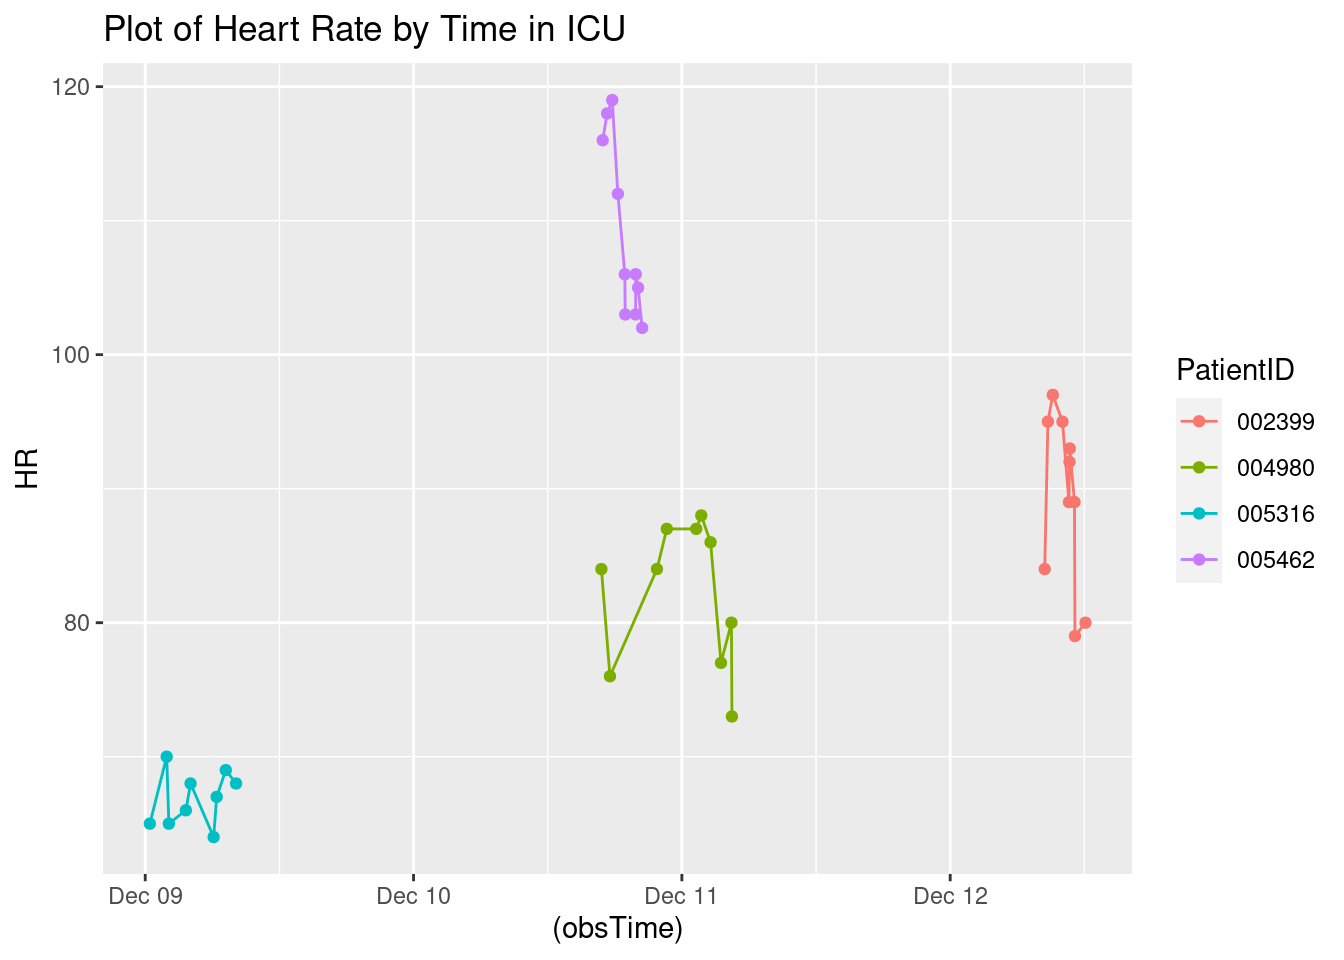 Plot of Heart Rate by Time in ICU
120
100
80
HR
Dec 09
Dec 10
Dec 11
Dec 12
(obsTime)
PatientID
002399
004980
005316
005462